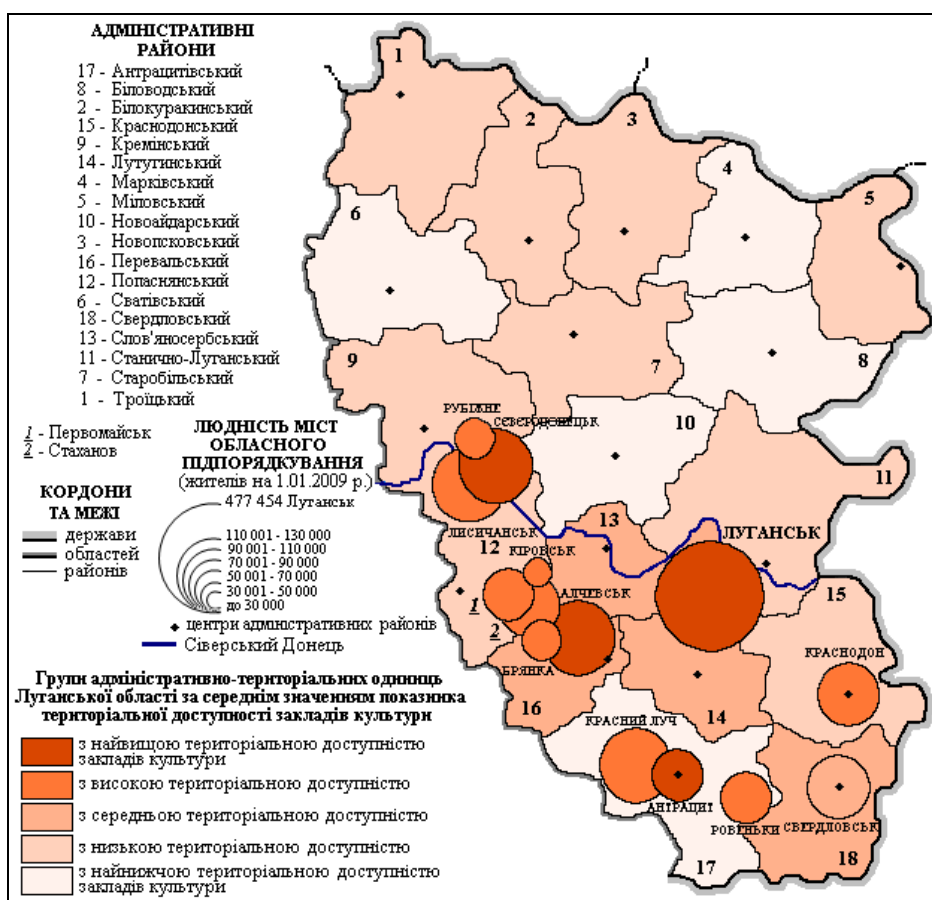 АДМІНІСТРАТИВНІ
РАЙОНИ
17 - Антрацитівський
8 - Біловодський
2 - Білокуракинський
15 - Краснодонський
9 - Кремінський
14 - Лутугинський
4 - Марківський
5 - Міловський
10 - Новоайдарський
3 - Новопсковський
16 - Перевальський
12 - Попаснянський
6 - Сватівський
18 - Свердловський
13 - Слов'яносербський
11 - Станично-Луганський
7 - Старобільський
1 - Троїцький
1 - Первомайськ
2 - Стаханов
ЛЮДНІСТЬ МІСТ
ОБЛАСНОГО
ПІДПОРЯДКУВАННЯ
(жителів на 1.01.2009 р.)
477 454 Луганськ
110 001 - 130 000
90 001 - 110 000
70 001 - 90 000
50 001 - 70 000
30 001 - 50 000
до 30 000
КОРДОНИ
ТА МЕЖІ
держави
областей
районів
центри адміністративних районів
Сіверський Донець
Групи адміністративно-територіальних одиниць
Луганської області за середнім значенням показника
територіальної доступності закладів культури
з найвищою територіальною доступністю
закладів культури
з високою територіальною доступністю
з середньою територіальною доступністю
з низькою територіальною доступністю
з найнижчою територіальною доступністю
закладів культури
1
2
3
4
5
6
7
8
9
10
РУБІЖНЕ
СЄВЄРОДОНЕЦЬК
11
ЛИСИЧАНСЬК
13
ЛУГАНСЬК
12
КІРОВСЬК
АЛЧЕВСЬК
15
1
2
БРЯНКА
КРАСНОДОН
16
14
КРАСНИЙ ЛУЧ
АНТРАЦИТ
РОВЕНЬКИ
СВЕРДЛОВСЬК
17
18